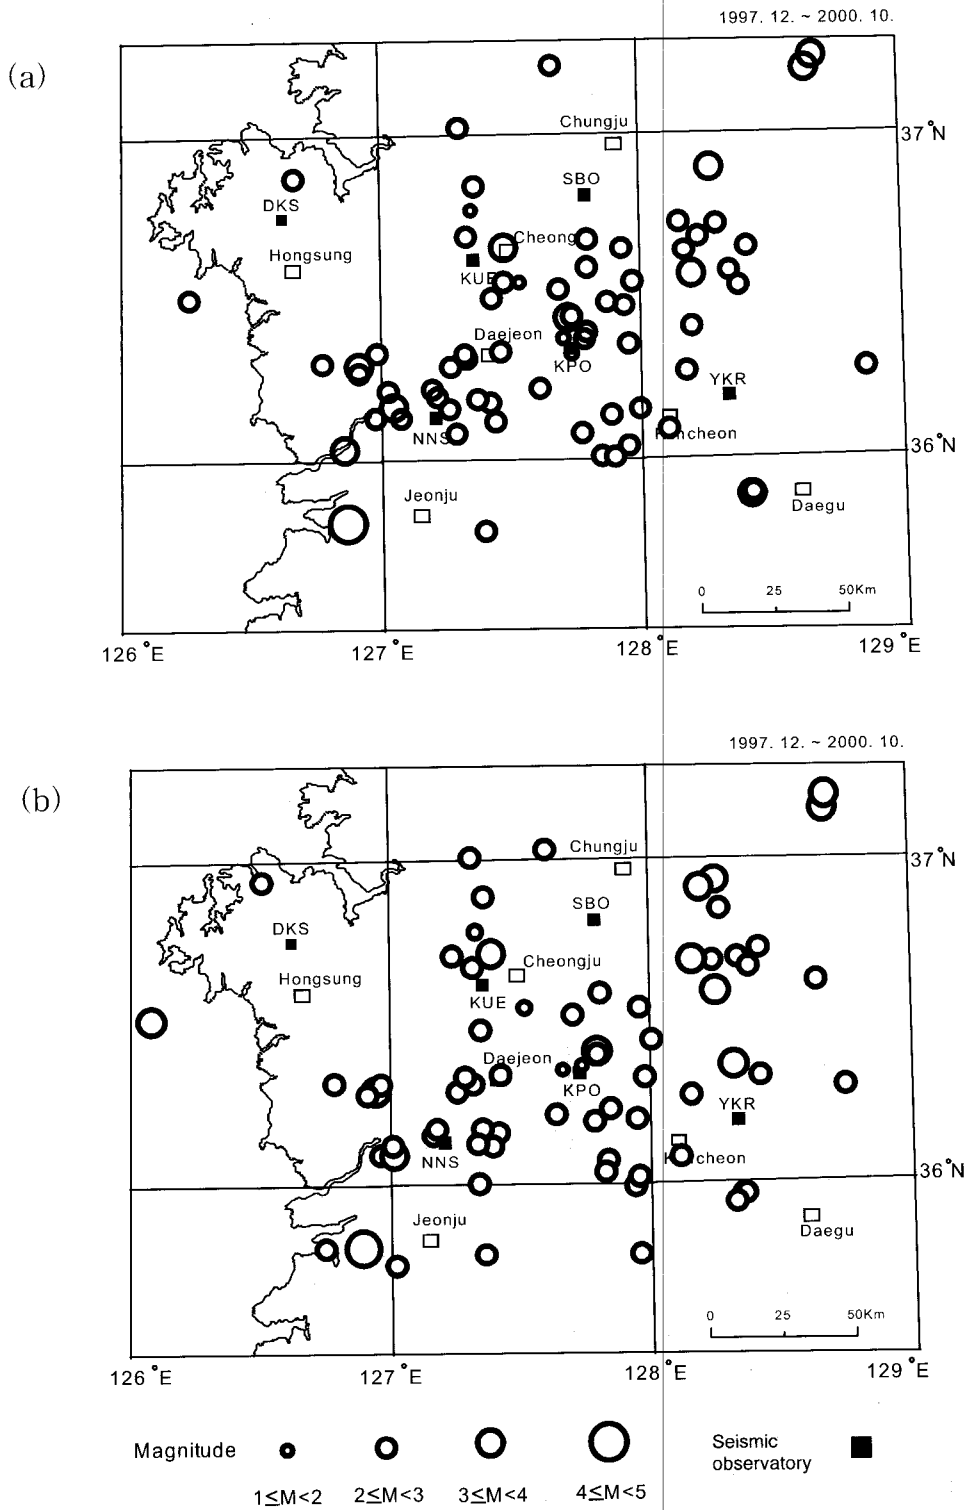 1997. 12. ~ 2000. 10.
(a)
Chungju
37°N
SBO
DKS
Cheong
Hongsung
KUE
Daejeon
KPO
YKR
NNS
Kimcheon
36°N
Jeonju
Daegu
0 25 50Km
126°E 127°E 128°E 129°E
1997. 12. ~ 2000. 10.
(b)
Chungju
37°N
SBO
DKS
Cheongju
Hongsung
KUE
Daejeon
KPO
YKR
NNS
cheon
36°N
Jeonju
Daegu
0 25 50Km
126°E 127°E 128°E 129°E
Magnitude
1≤M<2 2≤M<3 3≤M<4 4≤M<5
Seismic
observatory